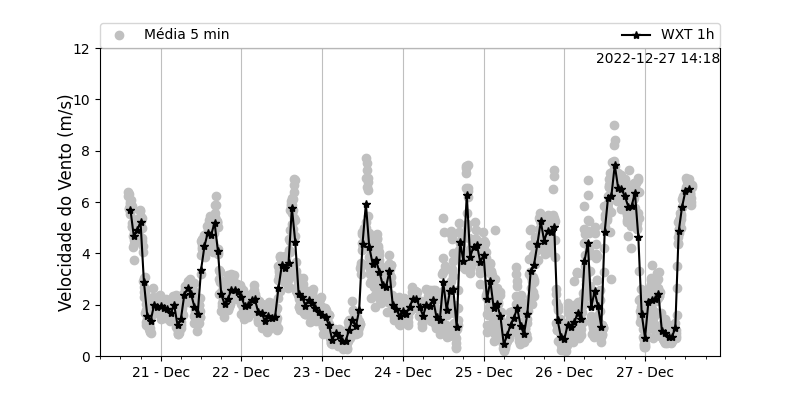 Média 5 min
WXT 1h
2022-12-27 14:18
Velocidade do Vento (m/s)
12
10
8
6
4
2
0
21 - Dec
22 - Dec
23 - Dec
24 - Dec
25 - Dec
26 - Dec
27 - Dec